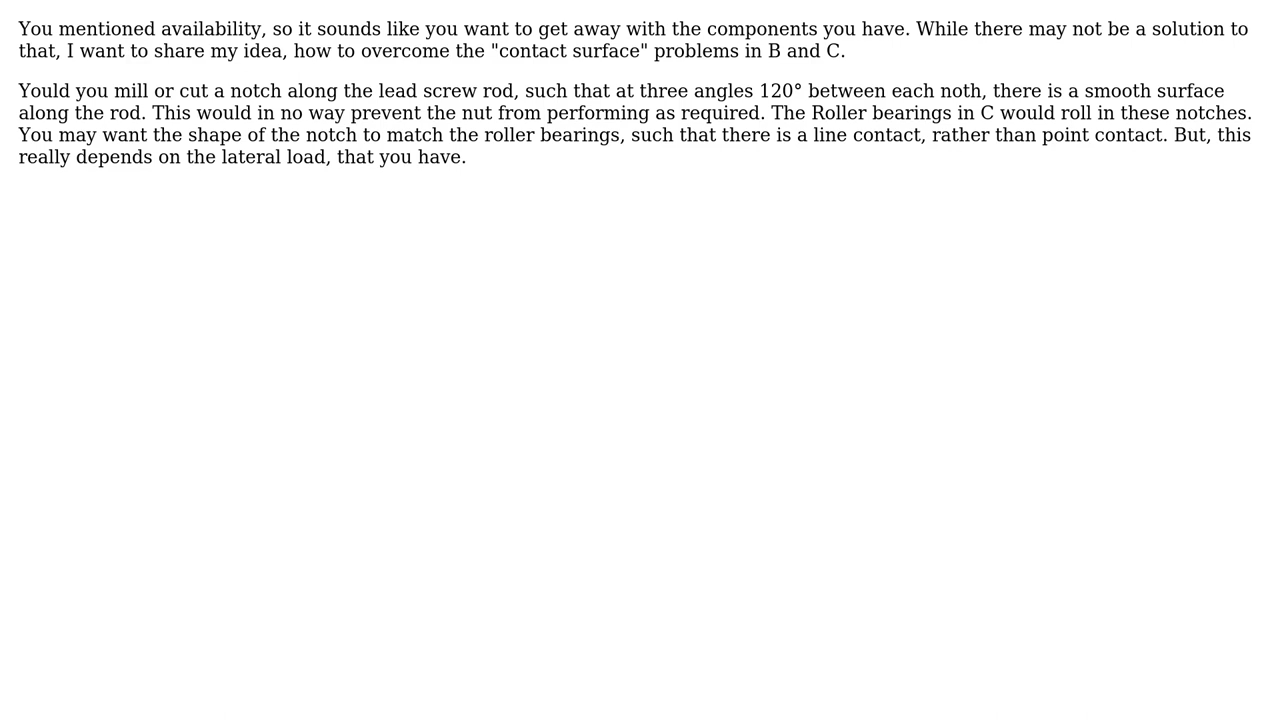 You mentioned availability, so it sounds like you want to get away with the components you have. While there may not be a solution to
that, I want to share my idea, how to overcome the "contact surface" problems in B and C.
Yould you mill or cut a notch along the lead screw rod, such that at three angles 120° between each noth, there is a smooth surface
along the rod. This would in no way prevent the nut from performing as required. The Roller bearings in C would roll in these notches.
You may want the shape of the notch to match the roller bearings, such that there is a line contact, rather than point contact. But, this
really depends on the lateral load, that you have.